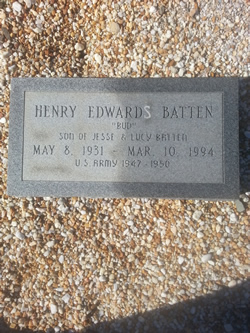 HENRY EDWARDS BATTEN
"BUD"
SON OF JESSE & LUCY BATTEN
MAY 8, 1931 - MAR. 10, 1994
U.S. ARMY 1947 - 1950